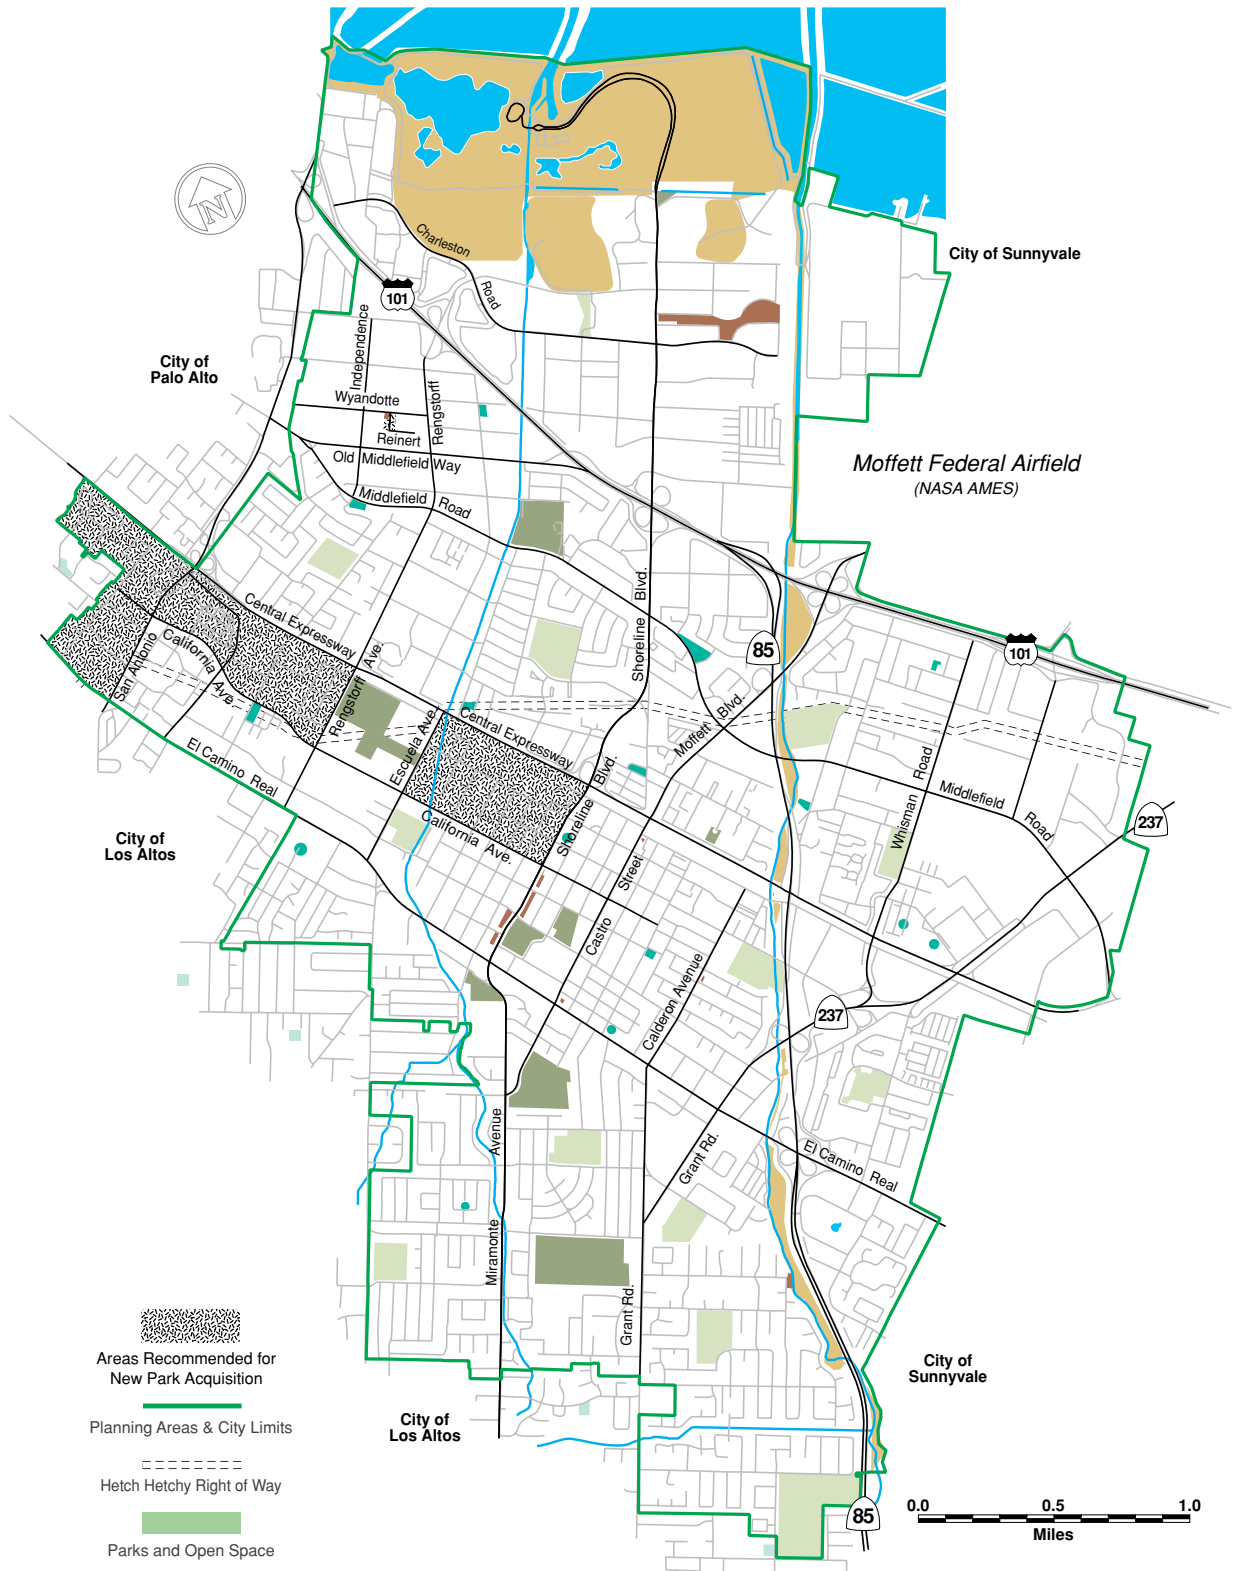 N
City of Sunnyvale
Charleston
Road
101
Independence
City of
Palo Alto
Wyandotte
Rengstorff
Reinert
Old Middlefield Way
Middlefield Road
Moffett Federal Airfield
(NASA AMES)
Shoreline Blvd.
Central Expressway
California Ave.
San Antonio
Rengstorff Ave.
85
101
Escuela Ave.
Central Expressway
Moffett Blvd.
El Camino Real
Shoreline Blvd.
Whisman Road
Middlefield Road
237
City of
Los Altos
California Ave.
Castro Street
Calderon Avenue
237
Miramonte Avenue
Grant Rd.
El Camino Real
Grant Rd.
Areas Recommended for
New Park Acquisition
Planning Areas & City Limits
Hetch Hetchy Right of Way
Parks and Open Space
City of
Los Altos
City of
Sunnyvale
85
0.0 0.5 1.0
Miles